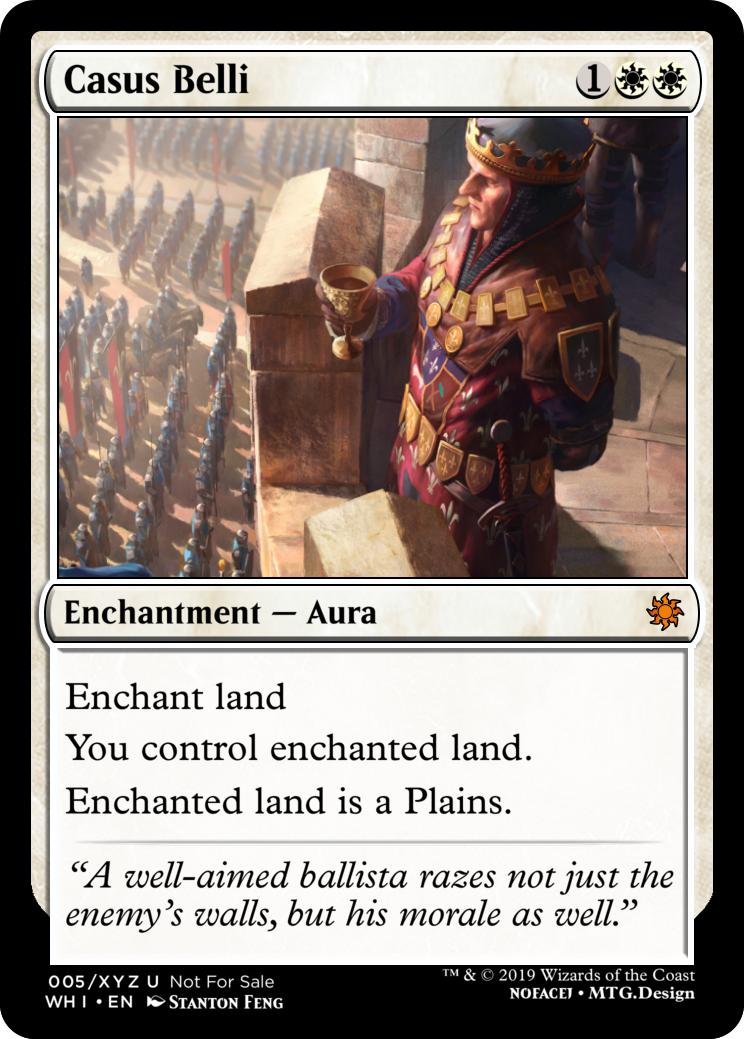 Casus Belli 1
Enchantment — Aura
Enchant land
You control enchanted land.
Enchanted land is a Plains.
“A well-aimed ballista razes not just the
enemy’s walls, but his morale as well.”
005/XYZ U Not For Sale
WHI • EN Stanton Feng
™ & © 2019 Wizards of the Coast
NOFACEJ • MTG.Design